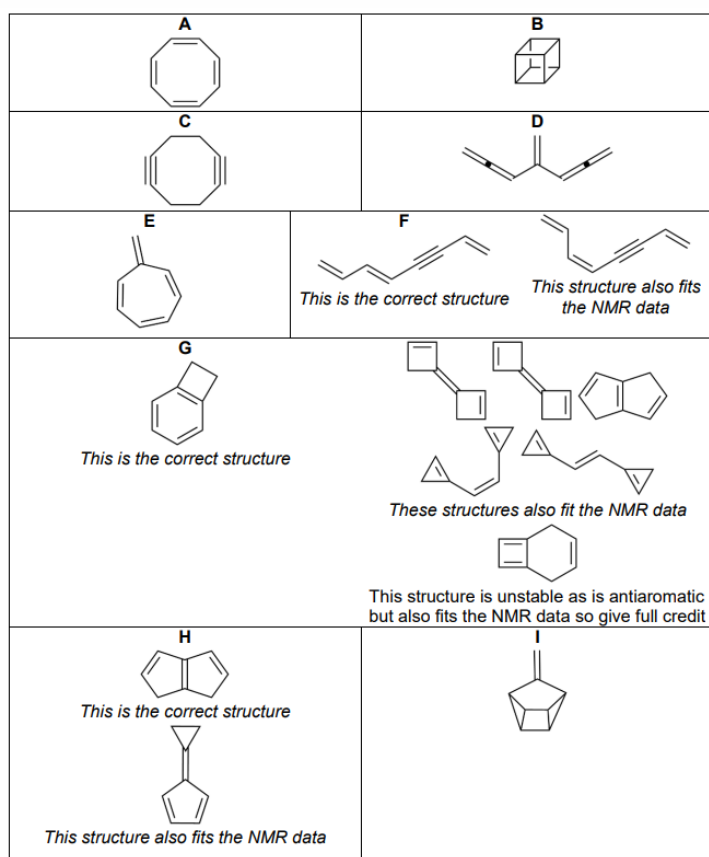 A
B
C
D
E
F
This is the correct structure
This structure also fits
the NMR data
G
This is the correct structure
These structures also fit the NMR data
This structure is unstable as is antiaromatic
but also fits the NMR data so give full credit
H
This is the correct structure
This structure also fits the NMR data
I